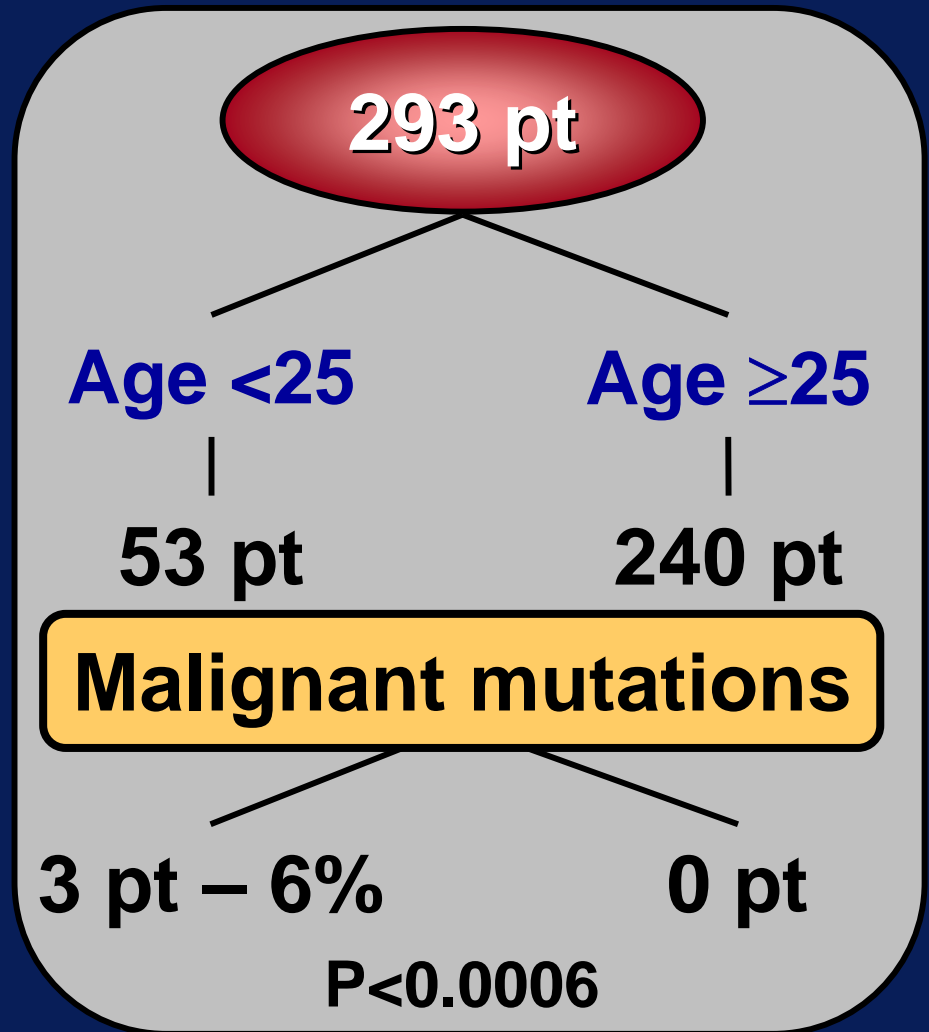 293 pt
Age <25 Age ≥25
53 pt 240 pt
Malignant mutations
3 pt – 6% 0 pt
P<0.0006